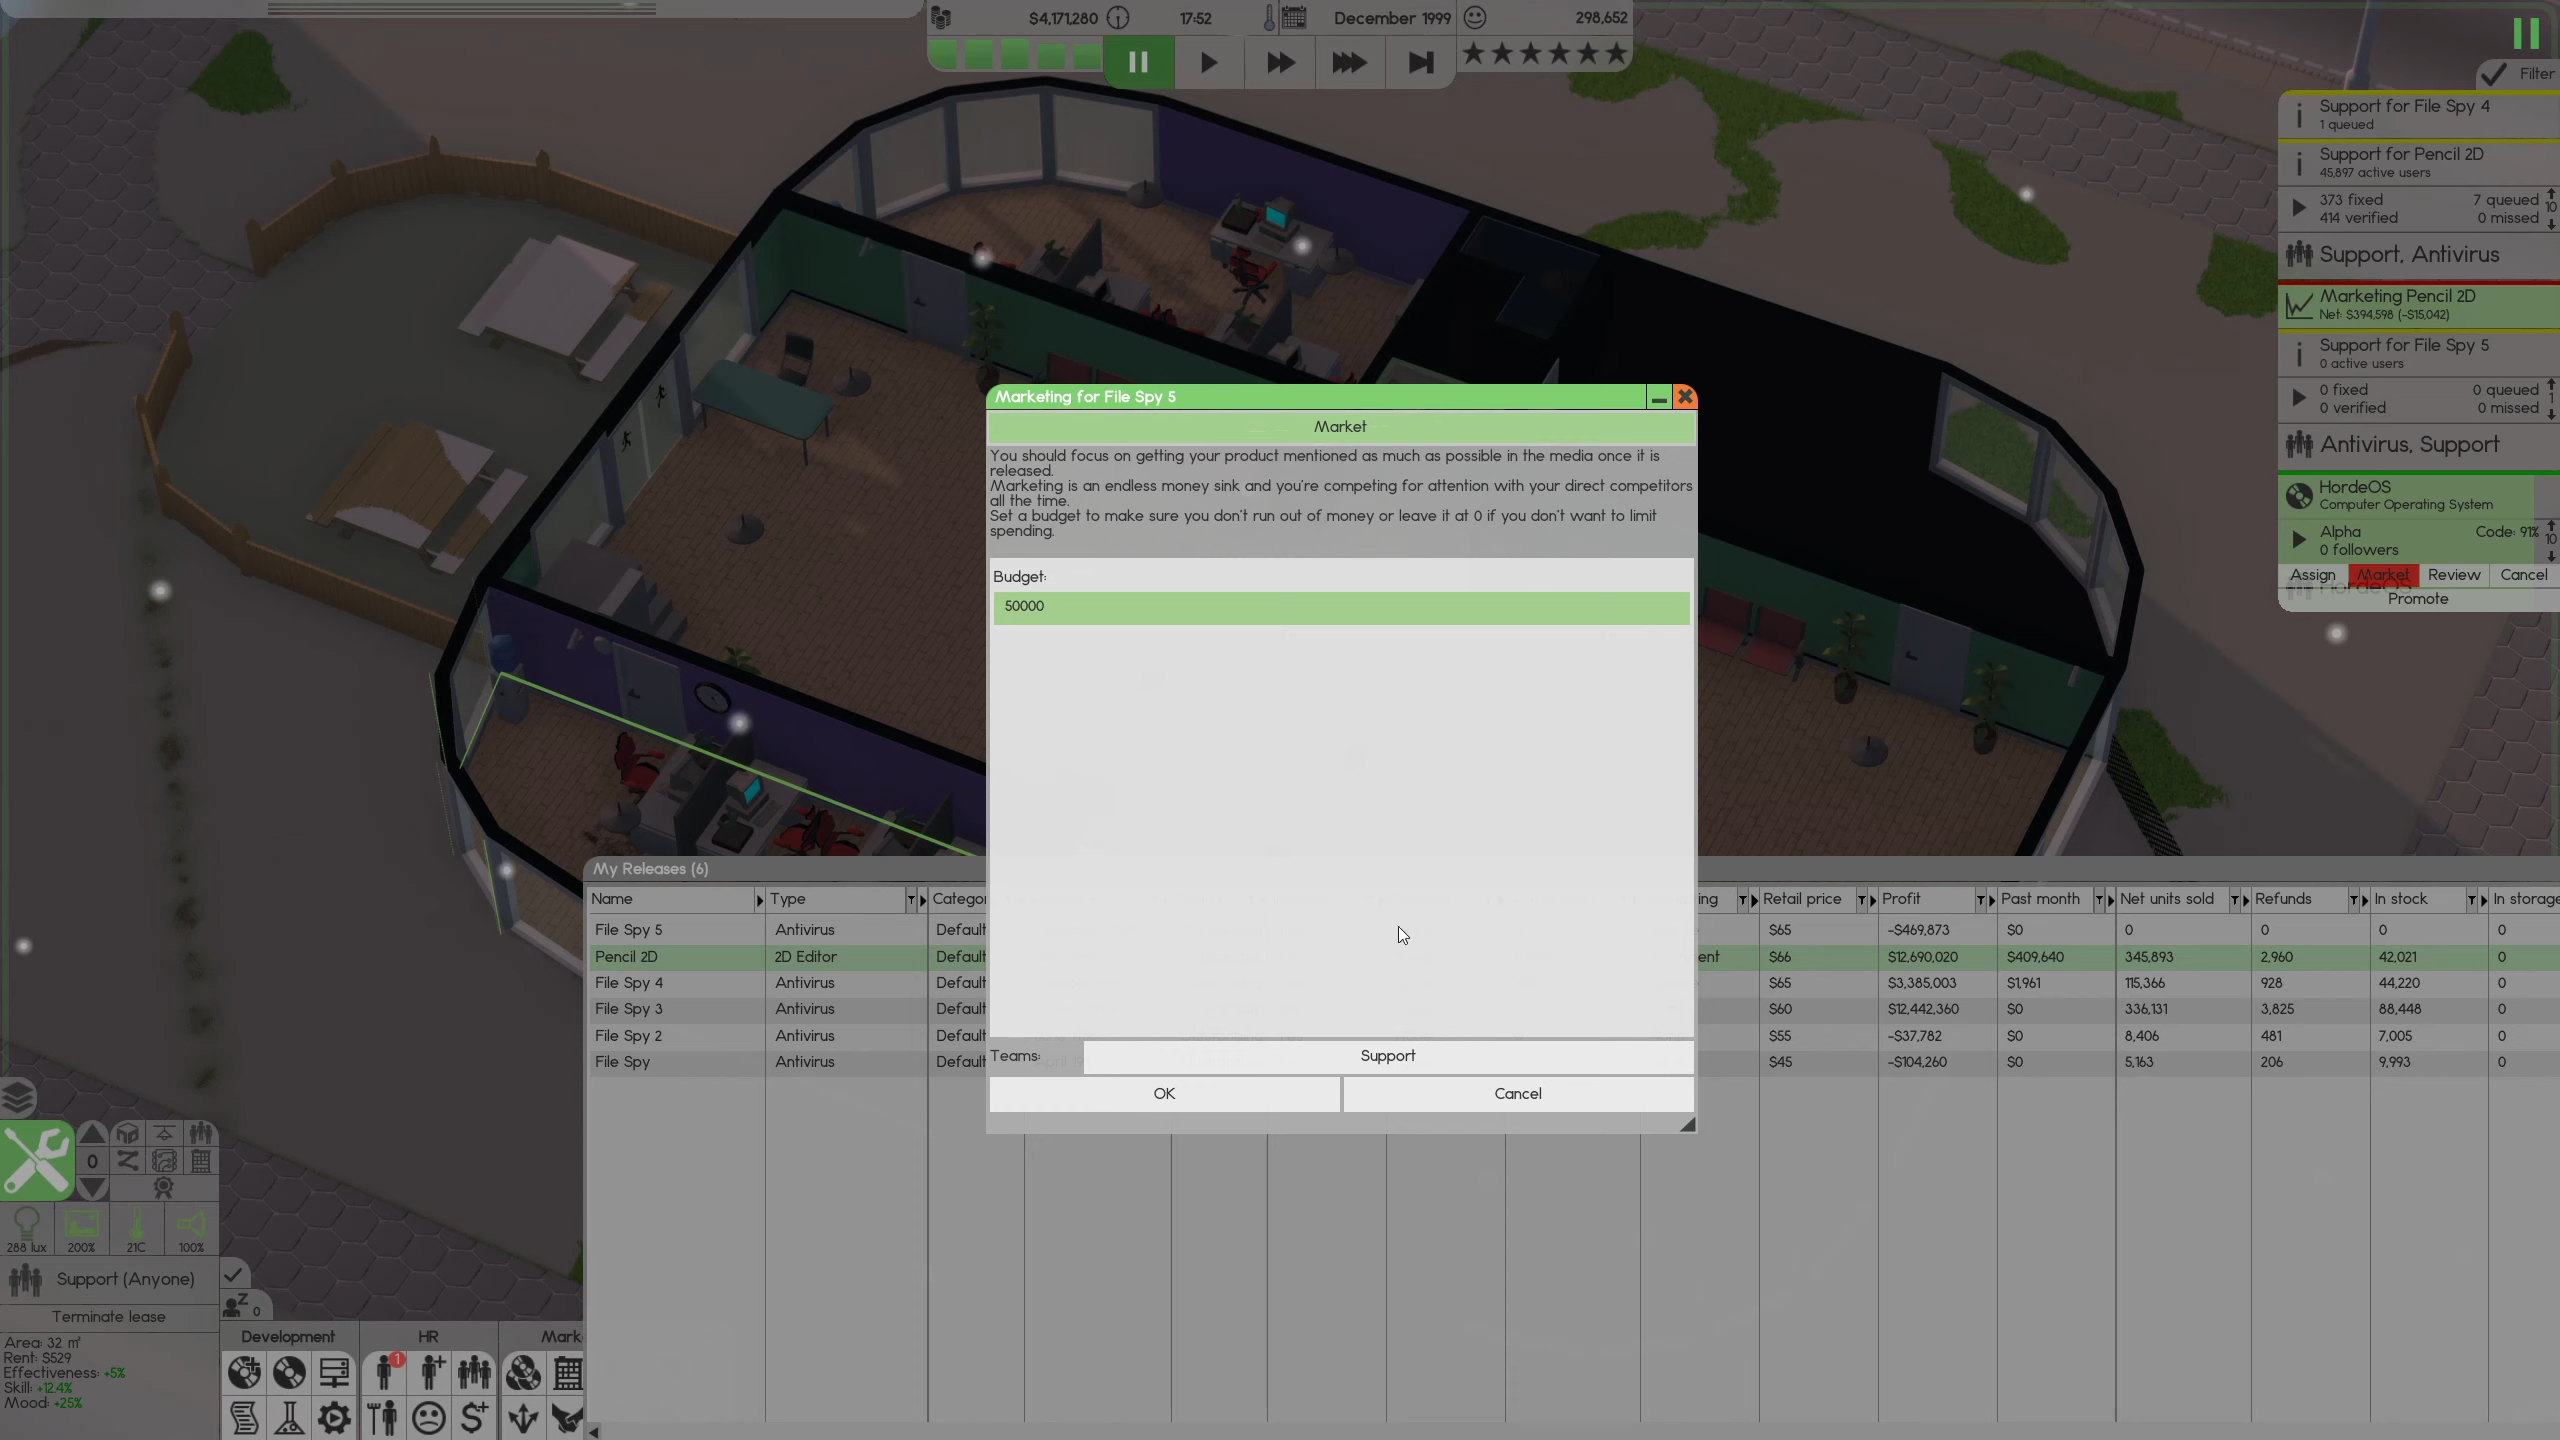 $4,171,280
17:52
December 1999
298,652
Filter
Support for File Spy 4
1 queued
Support for Pencil 2D
45,897 active users
373 fixed 7 queued
414 verified 0 missed
10
Support, Antivirus
Marketing Pencil 2D
Net: $394,598 (-$15,042)
Support for File Spy 5
0 active users
0 fixed 0 queued
0 verified 0 missed
1
Antivirus, Support
HordeOS
Computer Operating System
Alpha Code: 91%
0 followers
10
Assign Market Review Cancel
HordeOS
Promote
Marketing for File Spy 5
Market
You should focus on getting your product mentioned as much as possible in the media once it is
released.
Marketing is an endless money sink and you're competing for attention with your direct competitors
all the time.
Set a budget to make sure you don't run out of money or leave it at 0 if you don't want to limit
spending.
Budget:
50000
Teams: Support
OK Cancel
My Releases (6)
Name Type Categor ing Retail price Profit Past month Net units sold Refunds In stock In storage
File Spy 5 Antivirus Default $65 -$469,873 $0 0 0 0 0
Pencil 2D 2D Editor Default ent $66 $12,690,020 $409,640 345,893 2,960 42,021 0
File Spy 4 Antivirus Default $65 $3,385,003 $1,961 115,366 928 44,220 0
File Spy 3 Antivirus Default $60 $12,442,360 $0 336,131 3,825 88,448 0
File Spy 2 Antivirus Default $55 -$37,782 $0 8,406 481 7,005 0
File Spy Antivirus Default $45 -$104,260 $0 5,163 206 9,993 0
0
288 lux 200% 21C 100%
Support (Anyone)
Terminate lease
Area: 32 m²
Rent: $529
Effectiveness: +5%
Skill: +12.4%
Mood: +25%
Z 0
Development HR Mark
1